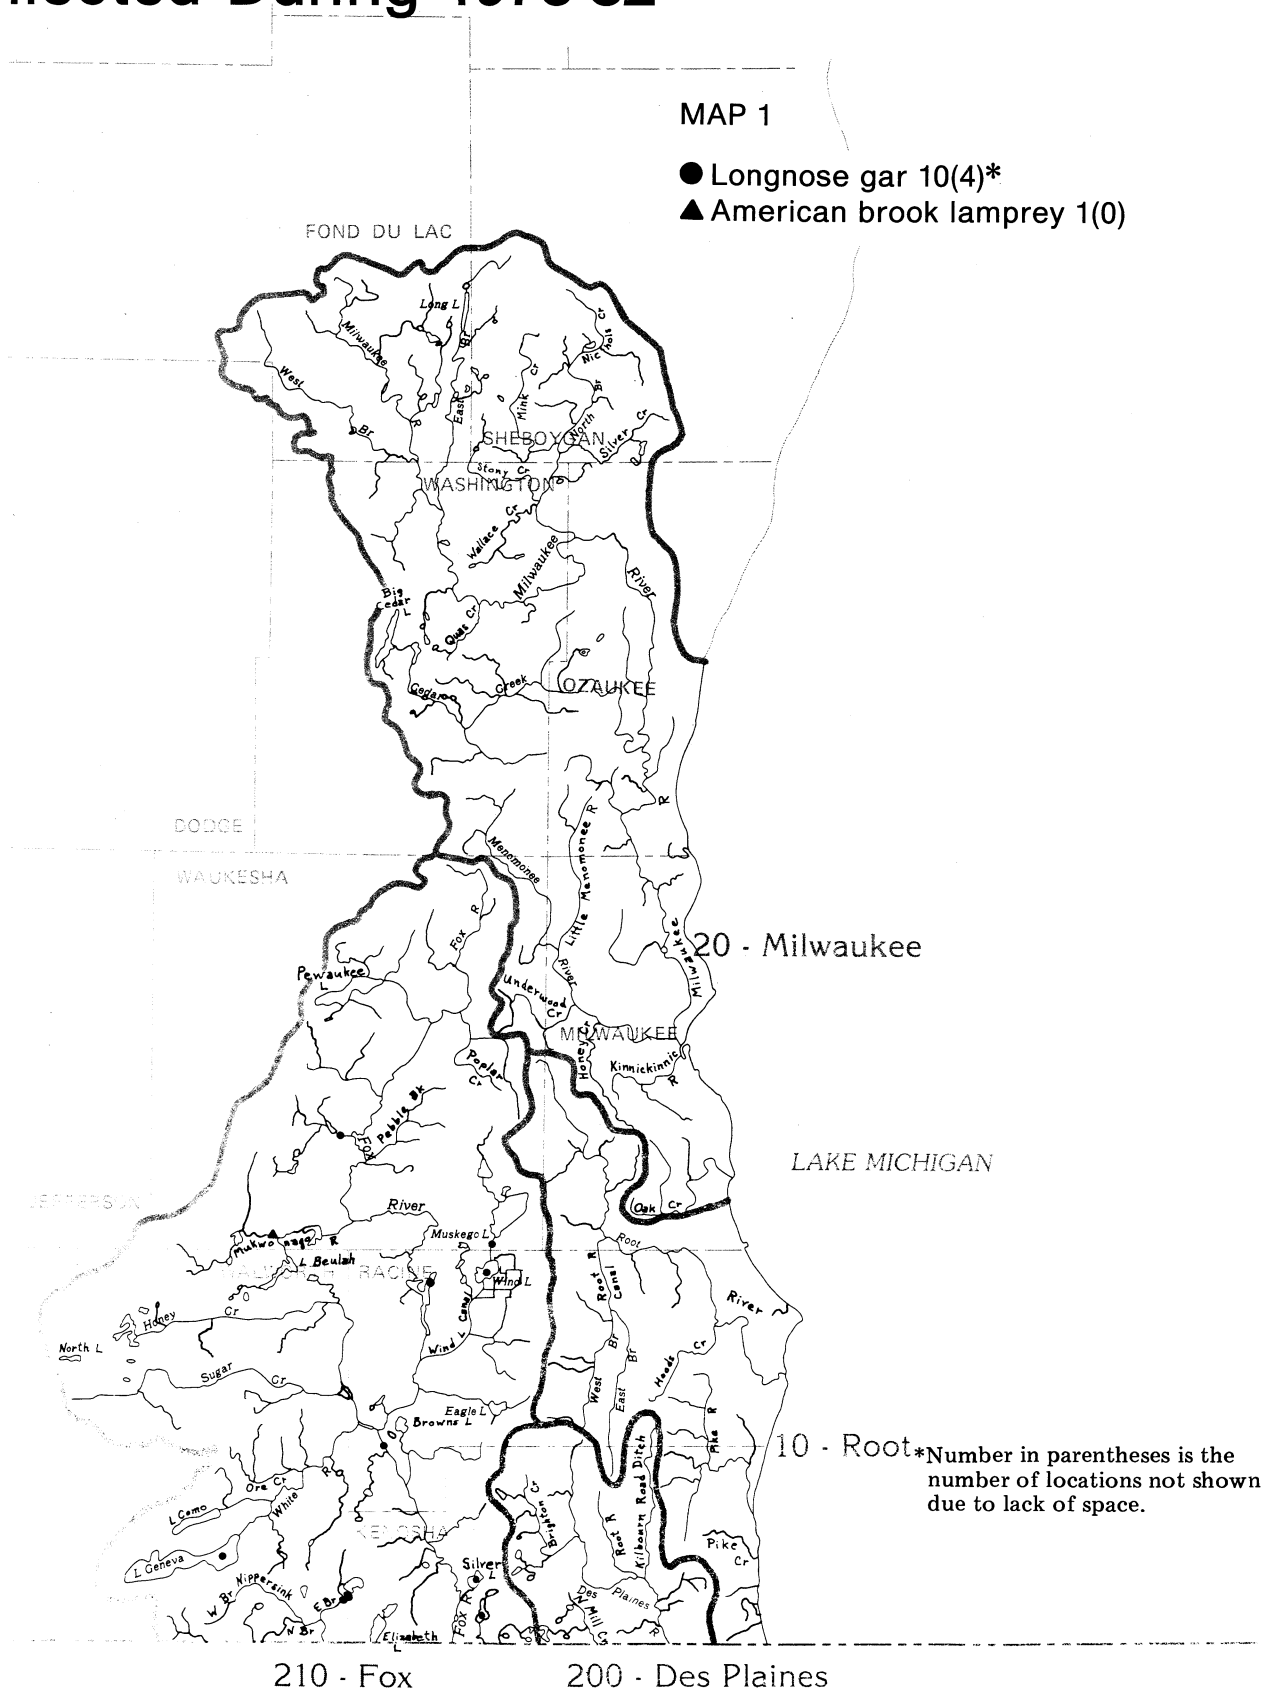 MAP 1
● Longnose gar 10(4)*
▲ American brook lamprey 1(0)
FOND DU LAC
Long L
Milwaukee
R
West
Br
East
Br
Mink
Cr
Nichols
Cr
North
Br
Silver
Cr
SHEBOYGAN
Stony Cr
WASHINGTON
Wallace
Cr
Milwaukee
River
Big
Cedar
L
Quas Cr
Cedar
Creek
OZAUKEE
R
DODGE
WAUKESHA
Menomonee
Little Menomonee R
Fox
R
Milwaukee
20 - Milwaukee
Pewaukee
L
River
Underwood
Cr
MILWAUKEE
Honey Cr
Kinnickinnic
R
Poplar
Cr
Pebble Bk
Fox
LAKE MICHIGAN
JEFFERSON
River
Oak Cr
Muskego L
Mukwonago R
Root
L Beulah
WALWORTH
RACINE
Wind L
Root R
Canal
River
Honey
Cr
Wind L Canal
North L
Sugar
Cr
Hoods
Cr
West
Br
East
Br
Eagle L
Browns L
Pike R
10 - Root
*Number in parentheses is the
number of locations not shown
due to lack of space.
Ore Cr
R
White
L Como
Brighton
Cr
Root R
Kilbourn Road Ditch
KENOSHA
Pike
Cr
L Geneva
Silver
L
W Br
Nippersink
E Br
N Br
Fox R
Des
Plaines
R
Mill
Cr
Elizabeth
L
210 - Fox
200 - Des Plaines